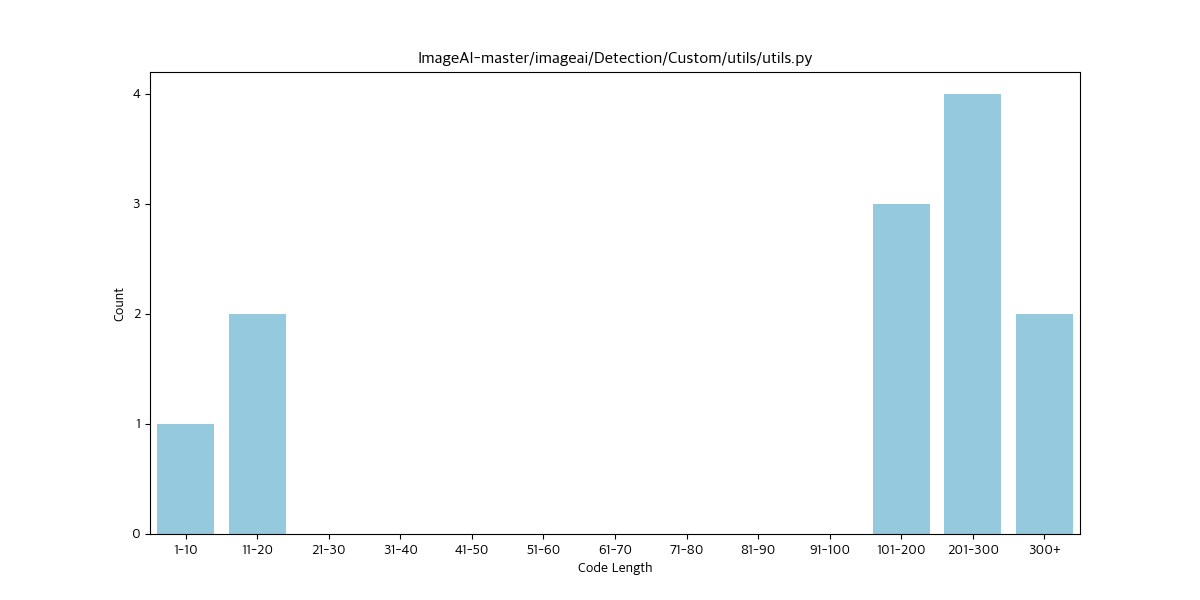 ImageAI-master/imageai/Detection/Custom/utils/utils.py
4
3
2
1
0
Count
1-10 11-20 21-30 31-40 41-50 51-60 61-70 71-80 81-90 91-100 101-200 201-300 300+
Code Length